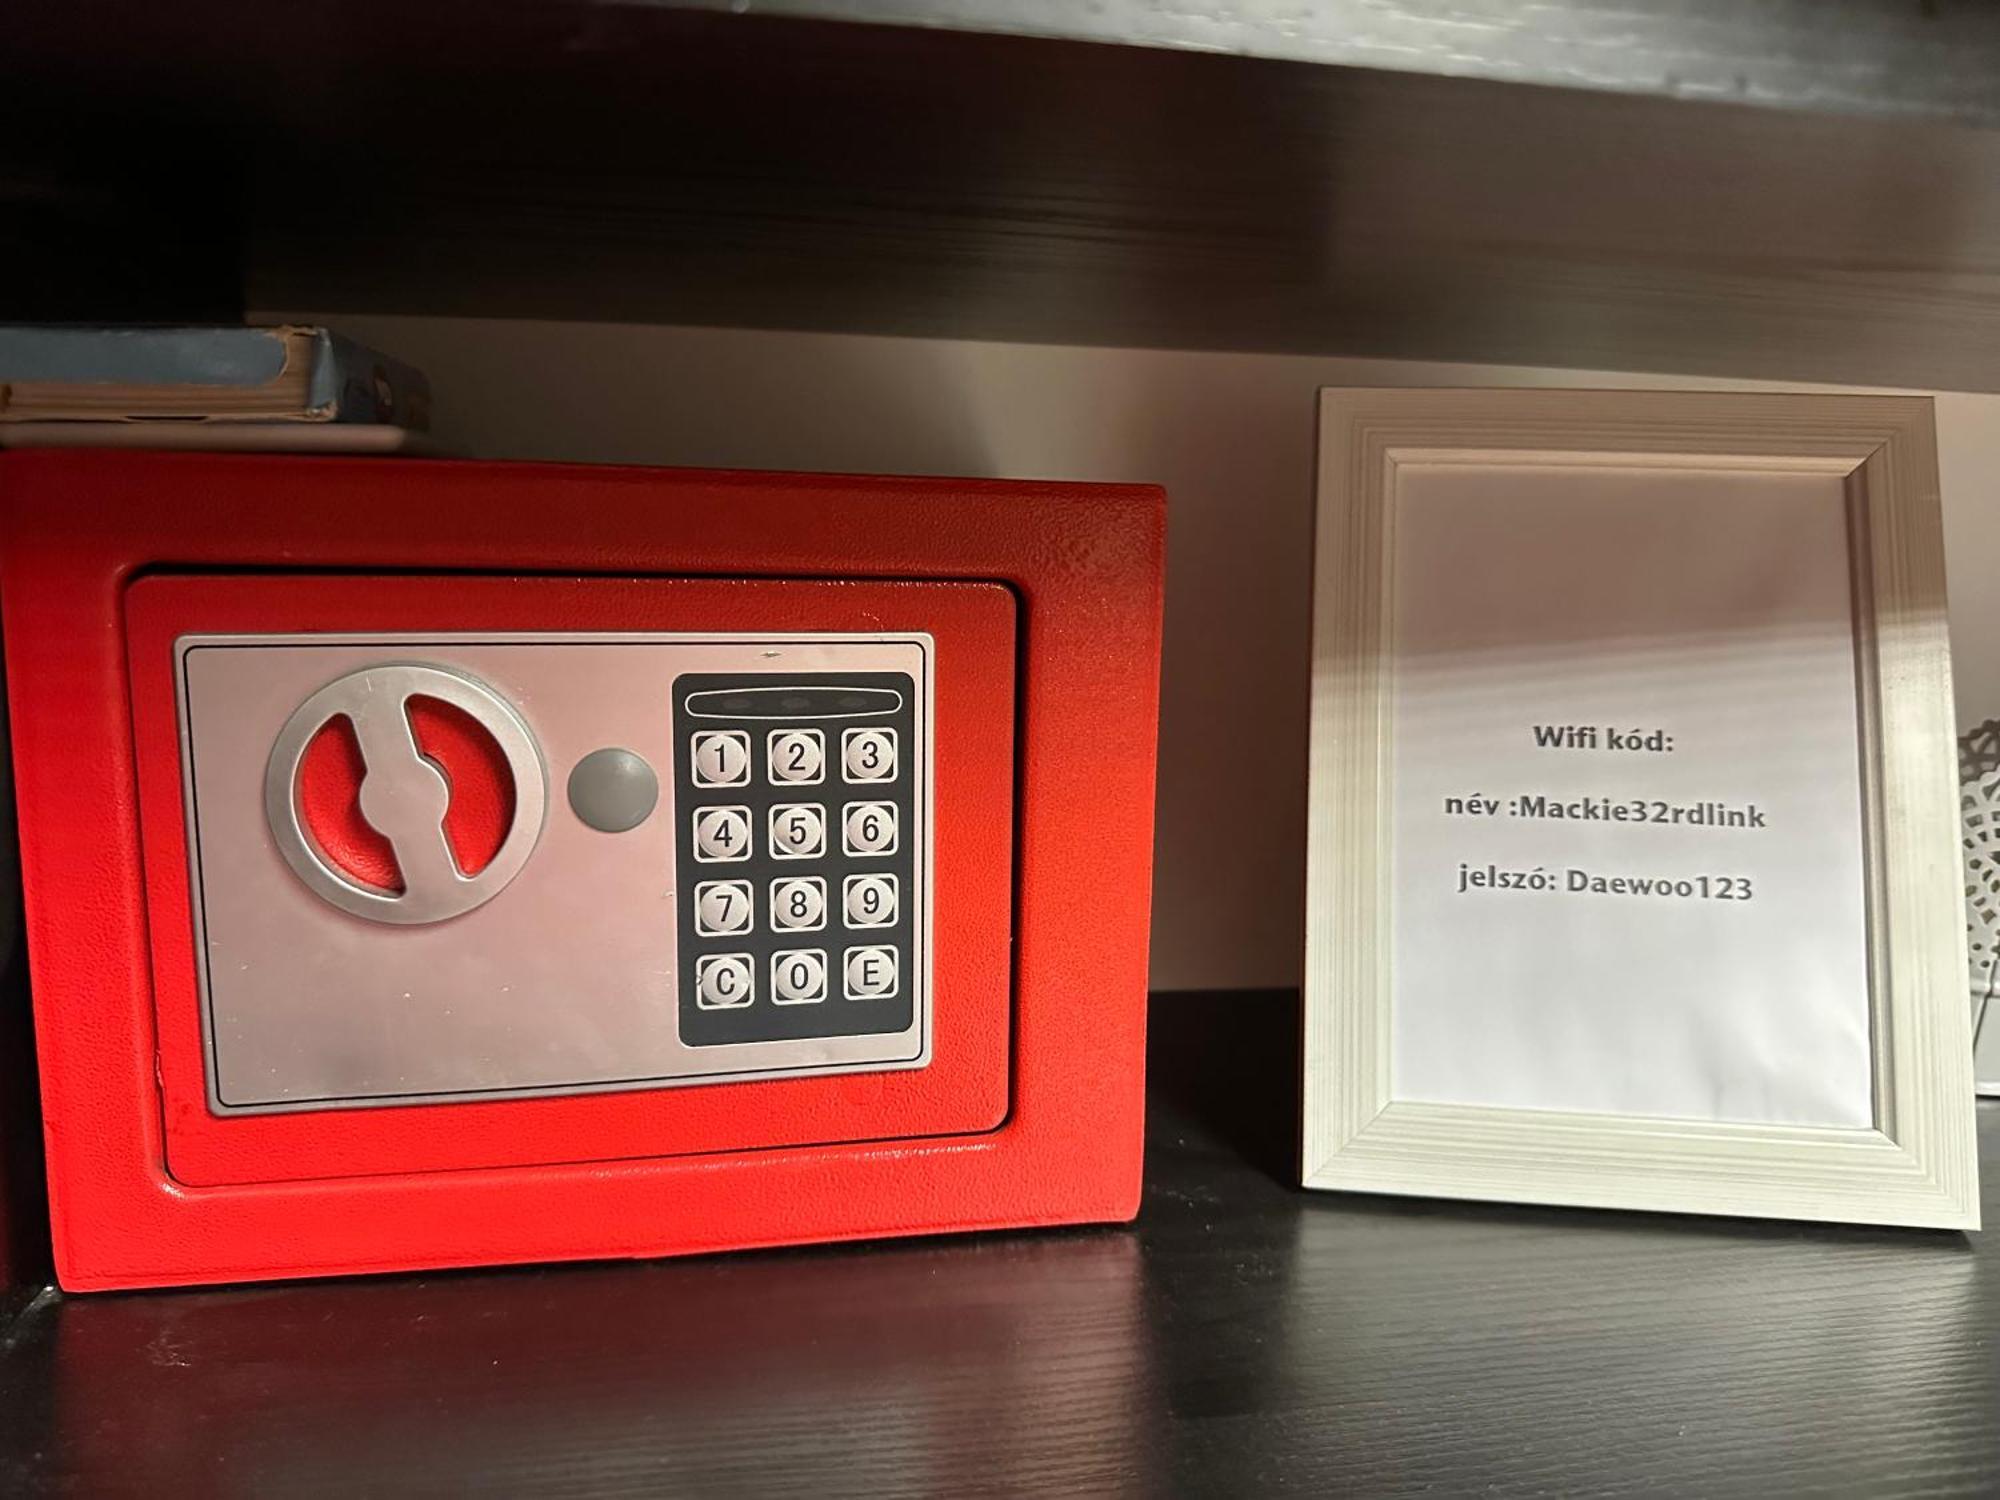 1 2 3
4 5 6
7 8 9
C 0 E
Wifi kód:
név :Mackie32rdlink
jelszó: Daewoo123